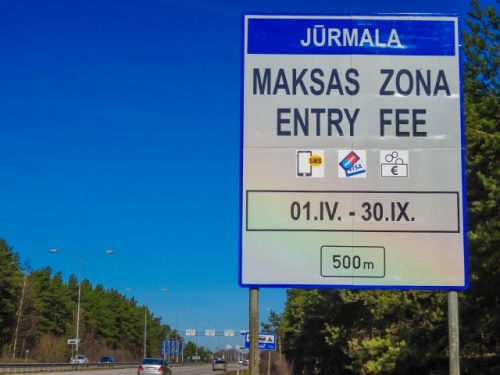 JŪRMALA
MAKSAS ZONA
ENTRY FEE
SMS VISA €
01.IV. - 30.IX.
500m